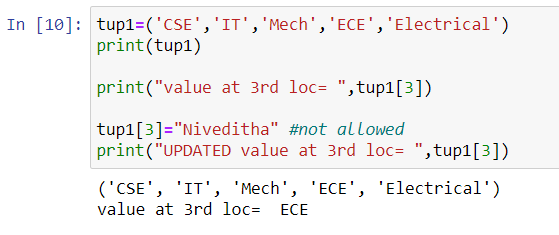 In [10]: tup1=('CSE','IT','Mech','ECE','Electrical')
print(tup1)
print("value at 3rd loc= ",tup1[3])
tup1[3]="Niveditha" #not allowed
print("UPDATED value at 3rd loc= ",tup1[3])
('CSE', 'IT', 'Mech', 'ECE', 'Electrical')
value at 3rd loc=  ECE